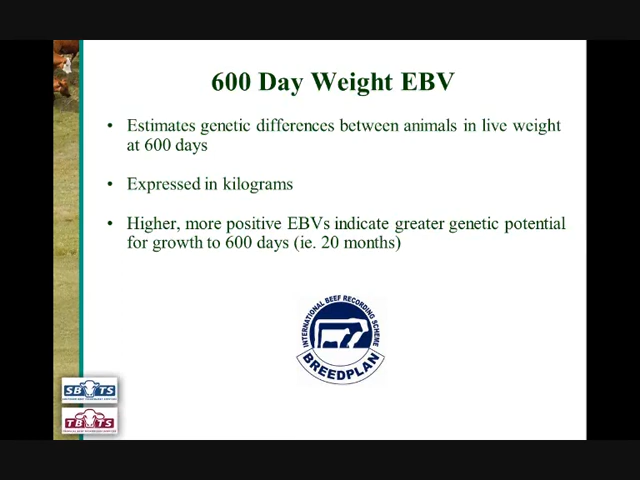 600 Day Weight EBV
• Estimates genetic differences between animals in live weight
at 600 days
• Expressed in kilograms
• Higher, more positive EBVs indicate greater genetic potential
for growth to 600 days (ie. 20 months)
INTERNATIONAL BEEF RECORDING SCHEME
BREEDPLAN
SBTS
TBTS